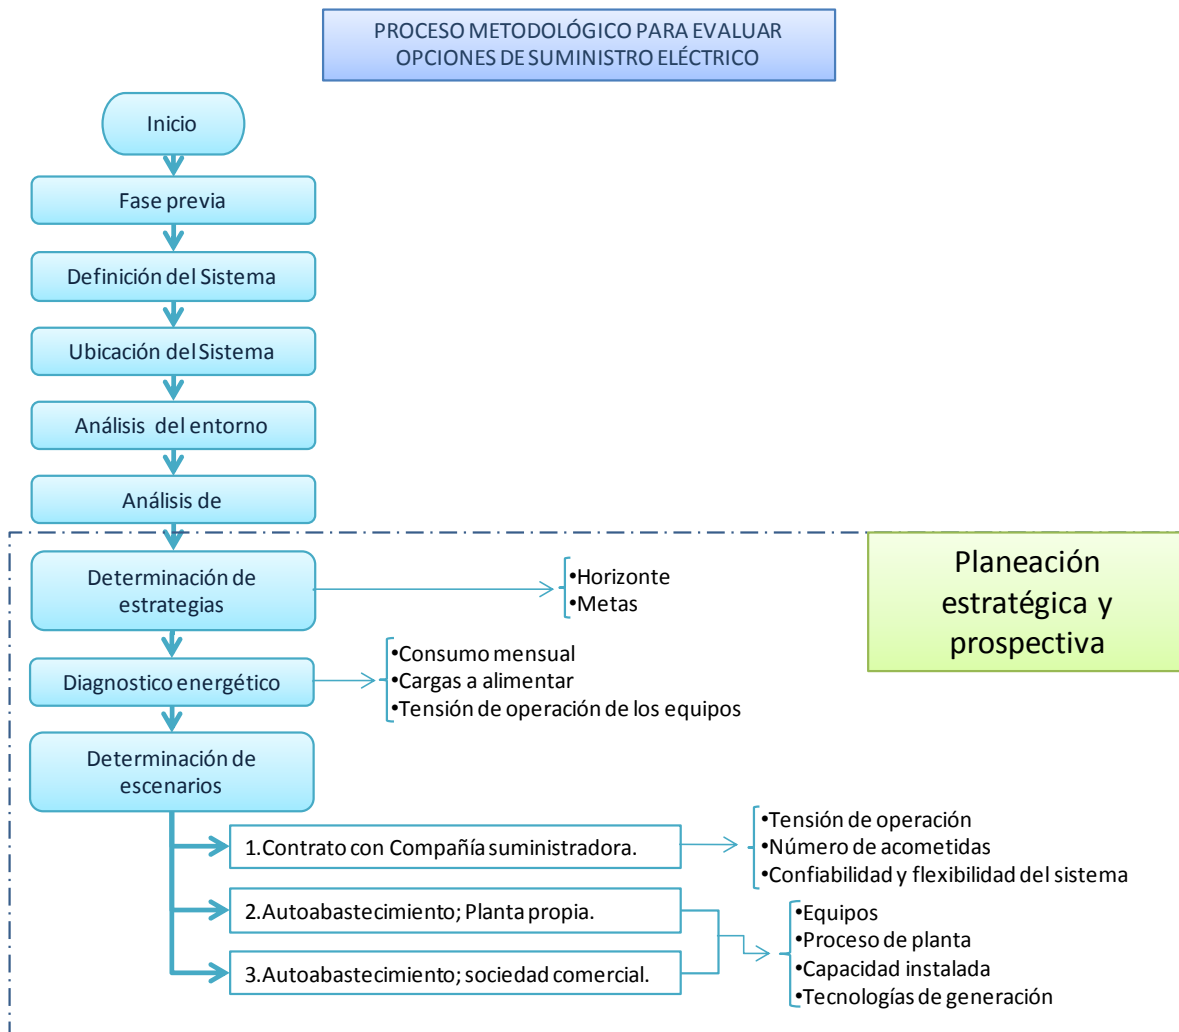 PROCESO METODOLÓGICO PARA EVALUAR
OPCIONES DE SUMINISTRO ELÉCTRICO
Inicio
Fase previa
Definición del Sistema
Ubicación del Sistema
Análisis del entorno
Análisis de
Determinación de
estrategias
•Horizonte
•Metas
Planeación
estratégica y
prospectiva
Diagnostico energético
•Consumo mensual
•Cargas a alimentar
•Tensión de operación de los equipos
Determinación de
escenarios
1.Contrato con Compañía suministradora.
•Tensión de operación
•Número de acometidas
•Confiabilidad y flexibilidad del sistema
2.Autoabastecimiento; Planta propia.
3.Autoabastecimiento; sociedad comercial.
•Equipos
•Proceso de planta
•Capacidad instalada
•Tecnologías de generación